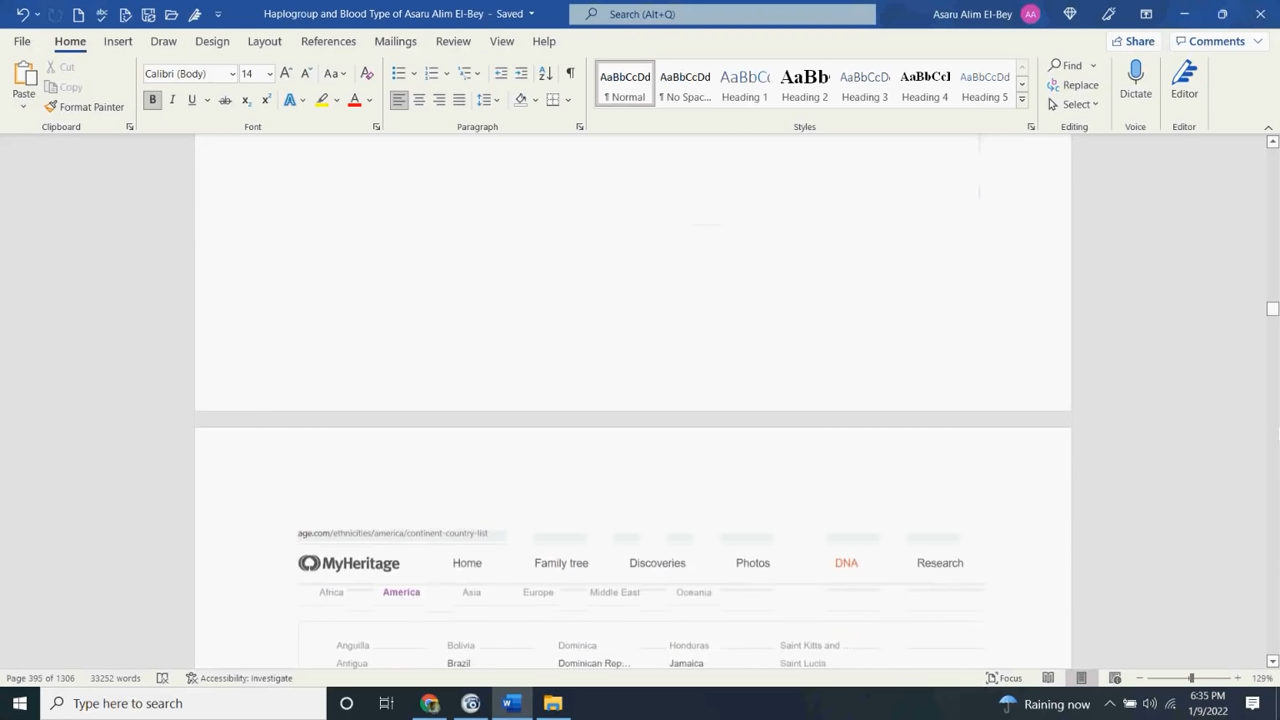 Haplogroup and Blood Type of Asaru Alim El-Bey - Saved
Search (Alt+Q)
Asaru Alim El-Bey
AA
File Home Insert Draw Design Layout References Mailings Review View Help
Share
Comments
Paste
Cut
Copy
Format Painter
Clipboard
Calibri (Body)
14
Font
Paragraph
AaBbCcDd
¶ Normal
AaBbCcDd
¶ No Spac...
AaBbCc
Heading 1
AaBb
Heading 2
AaBbCcD
Heading 3
AaBbCcI
Heading 4
AaBbCcDd
Heading 5
Styles
Find
Replace
Select
Editing
Dictate
Voice
Editor
Editor
age.com/ethnicities/america/continent-country-list
MyHeritage Home Family tree Discoveries Photos DNA Research
Africa America Asia Europe Middle East Oceania
Anguilla Bolivia Dominica Honduras Saint Kitts and
Antigua Brazil Dominican Rep... Jamaica Saint Lucia
Page 395 of 1306 33252 words Accessibility: investigate
Focus
129%
Type here to search
Raining now
6:35 PM
1/9/2022